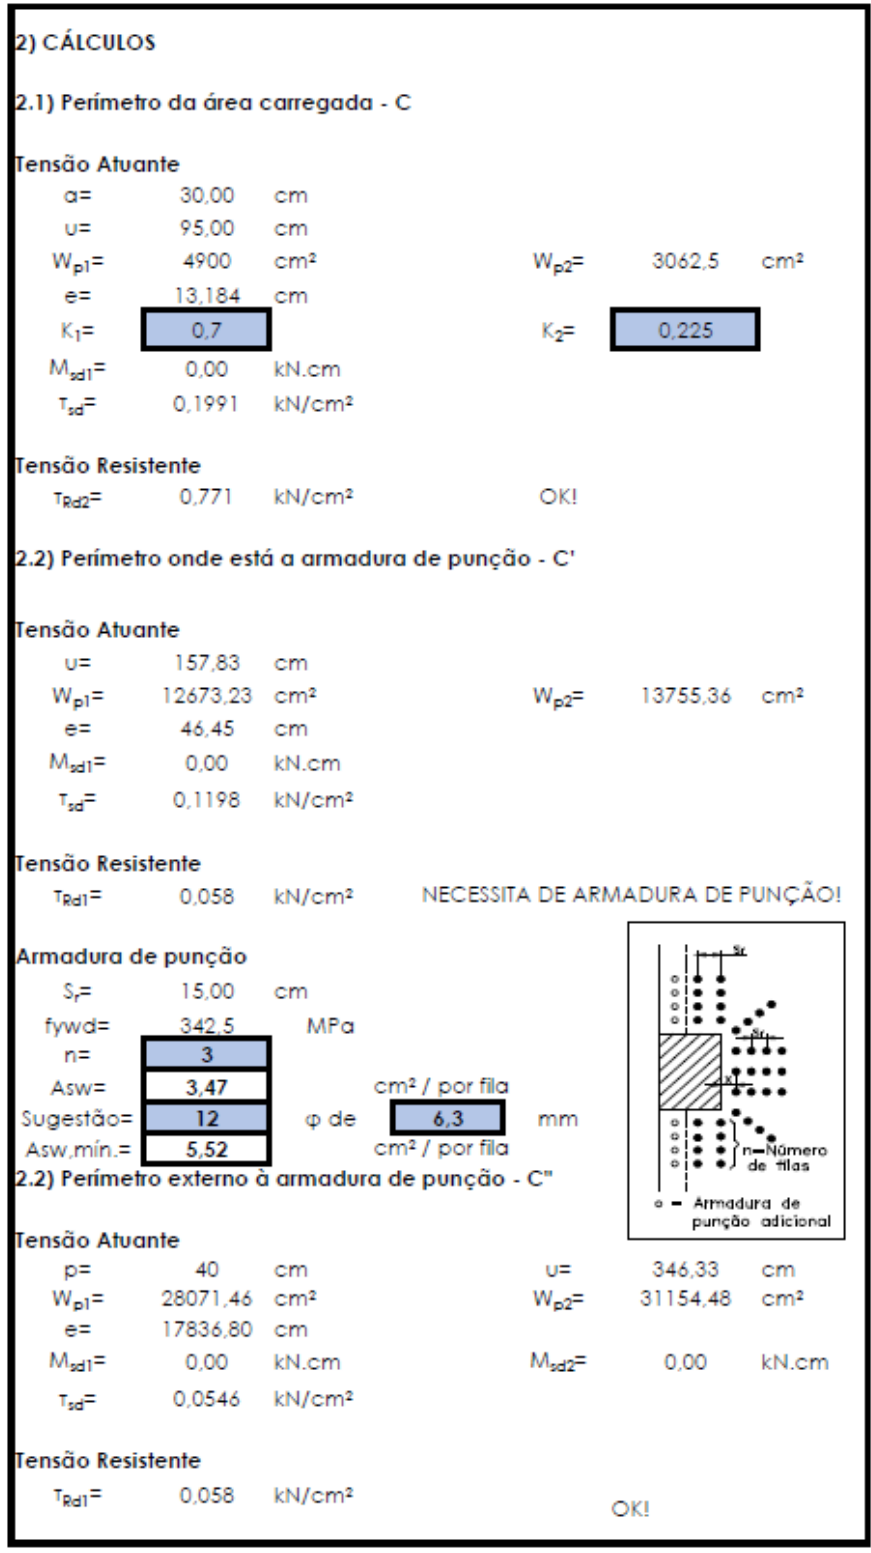 2) CÁLCULOS
2.1) Perímetro da área carregada - C
Tensão Atuante
a= 30,00 cm
u= 95,00 cm
Wp1= 4900 cm² Wp2= 3062,5 cm²
e= 13,184 cm
K1= 0,7 K2= 0,225
Msd1= 0,00 kN.cm
τsd= 0,1991 kN/cm²
Tensão Resistente
τRd2= 0,771 kN/cm² OK!
2.2) Perímetro onde está a armadura de punção - C'
Tensão Atuante
u= 157,83 cm
Wp1= 12673,23 cm² Wp2= 13755,36 cm²
e= 46,45 cm
Msd1= 0,00 kN.cm
τsd= 0,1198 kN/cm²
Tensão Resistente
τRd1= 0,058 kN/cm² NECESSITA DE ARMADURA DE PUNÇÃO!
Armadura de punção
Sr= 15,00 cm
fywd= 342,5 MPa
n= 3
Asw= 3,47 cm² / por fila
Sugestão= 12 φ de 6,3 mm
Asw,mín.= 5,52 cm² / por fila
Sr
Sr
n=Número
de filas
o = Armadura de
punção adicional
2.2) Perímetro externo à armadura de punção - C"
Tensão Atuante
p= 40 cm u= 346,33 cm
Wp1= 28071,46 cm² Wp2= 31154,48 cm²
e= 17836,80 cm
Msd1= 0,00 kN.cm Msd2= 0,00 kN.cm
τsd= 0,0546 kN/cm²
Tensão Resistente
τRd1= 0,058 kN/cm²
OK!